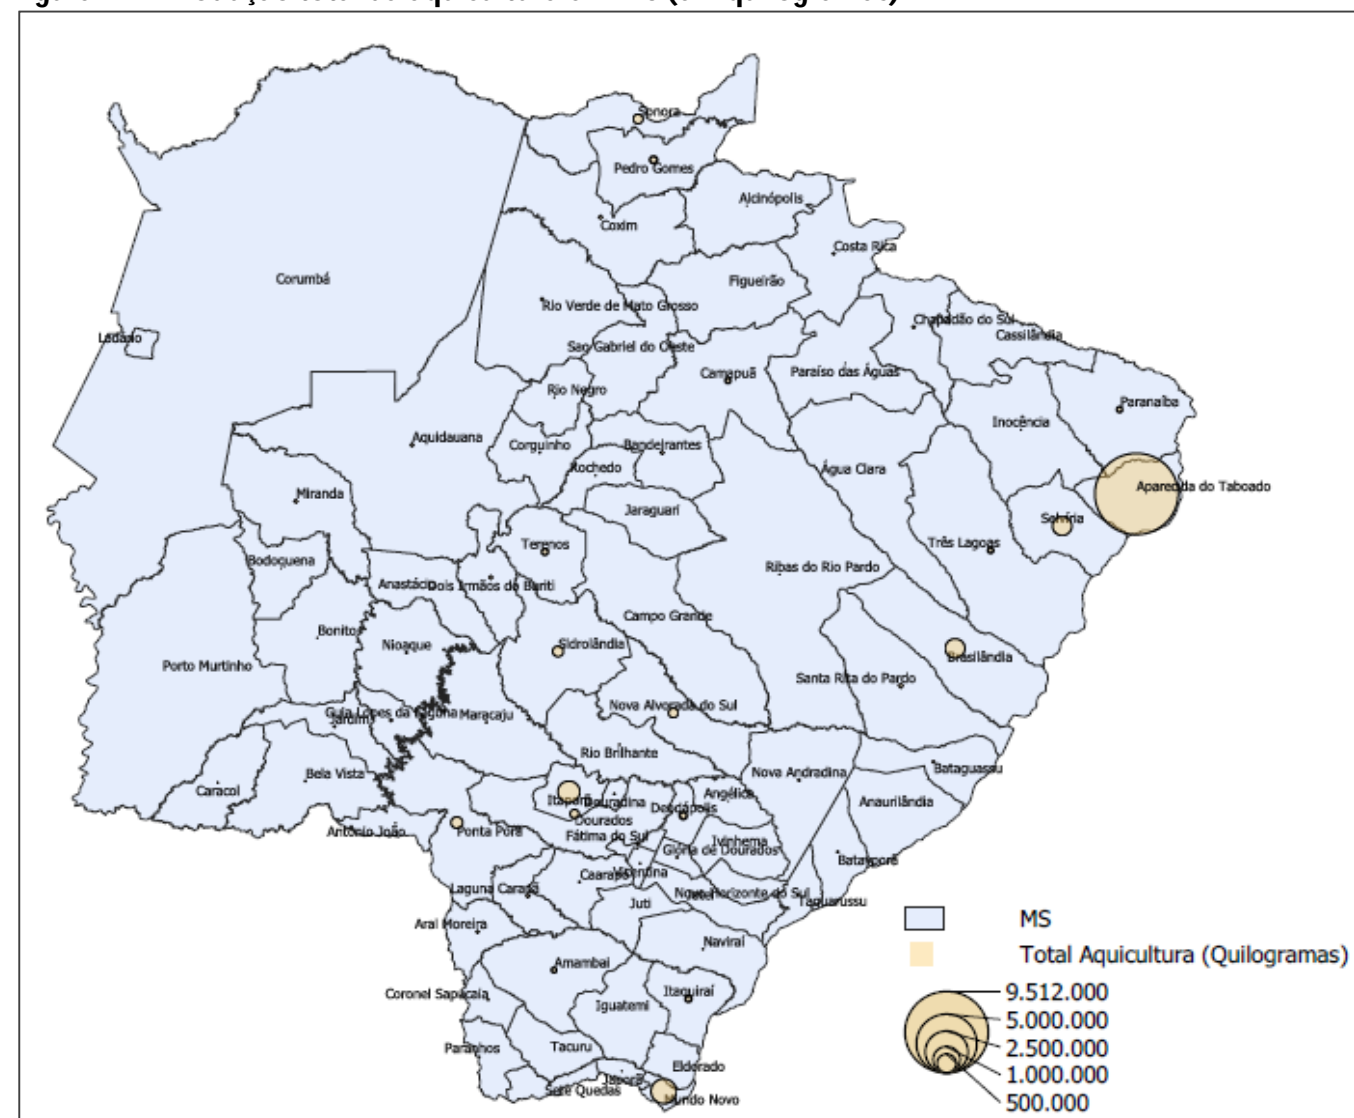 Sonora
Pedro Gomes
Alcinópolis
Coxim
Costa Rica
Corumbá
Figueirão
Rio Verde de Mato Grosso
Chapadão do Sul
Cassilândia
Ladário
Sao Gabriel do Oeste
Camapuã
Paraíso das Águas
Rio Negro
Paranaíba
Inocência
Aquidauana
Corguinho
Bandeirantes
Rochedo
Água Clara
Aparecida do Taboado
Miranda
Jaraguari
Selvíria
Terenos
Três Lagoas
Bodoquena
Ribas do Rio Pardo
Anastácio
Dois Irmãos do Buriti
Campo Grande
Bonito
Nioaque
Sidrolândia
Brasilândia
Porto Murtinho
Santa Rita do Pardo
Nova Alvorada do Sul
Guia Lopes da Laguna
Maracaju
Jardim
Rio Brilhante
Bela Vista
Nova Andradina
Bataguassu
Caracol
Angélica
Itaporã
Douradina
Deodápolis
Anaurilândia
Dourados
Antônio João
Ponta Porã
Fátima do Sul
Ivinhema
Glória de Dourados
Batayporã
Caarapó
Vicentina
Laguna Carapã
Novo Horizonte do Sul
Juti
Taquarussu
Aral Moreira
Naviraí
Amambai
Coronel Sapucaia
Itaquiraí
Iguatemi
Paranhos
Tacuru
Eldorado
Japorã
Sete Quedas
Mundo Novo
MS
Total Aquicultura (Quilogramas)
9.512.000
5.000.000
2.500.000
1.000.000
500.000